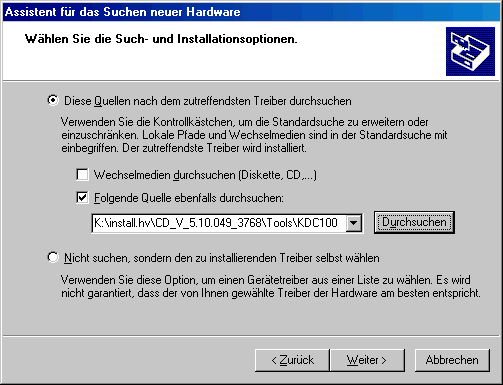 Assistent für das Suchen neuer Hardware
Wählen Sie die Such- und Installationsoptionen.
Diese Quellen nach dem zutreffendsten Treiber durchsuchen
Verwenden Sie die Kontrollkästchen, um die Standardsuche zu erweitern oder
einzuschränken. Lokale Pfade und Wechselmedien sind in der Standardsuche mit
einbegriffen. Der zutreffendste Treiber wird installiert.
Wechselmedien durchsuchen (Diskette, CD,...)
Folgende Quelle ebenfalls durchsuchen:
K:\install.hv\CD_V_5.10.049_3768\Tools\KDC100
Durchsuchen
Nicht suchen, sondern den zu installierenden Treiber selbst wählen
Verwenden Sie diese Option, um einen Gerätetreiber aus einer Liste zu wählen. Es wird
nicht garantiert, dass der von Ihnen gewählte Treiber der Hardware am besten entspricht.
< Zurück
Weiter >
Abbrechen